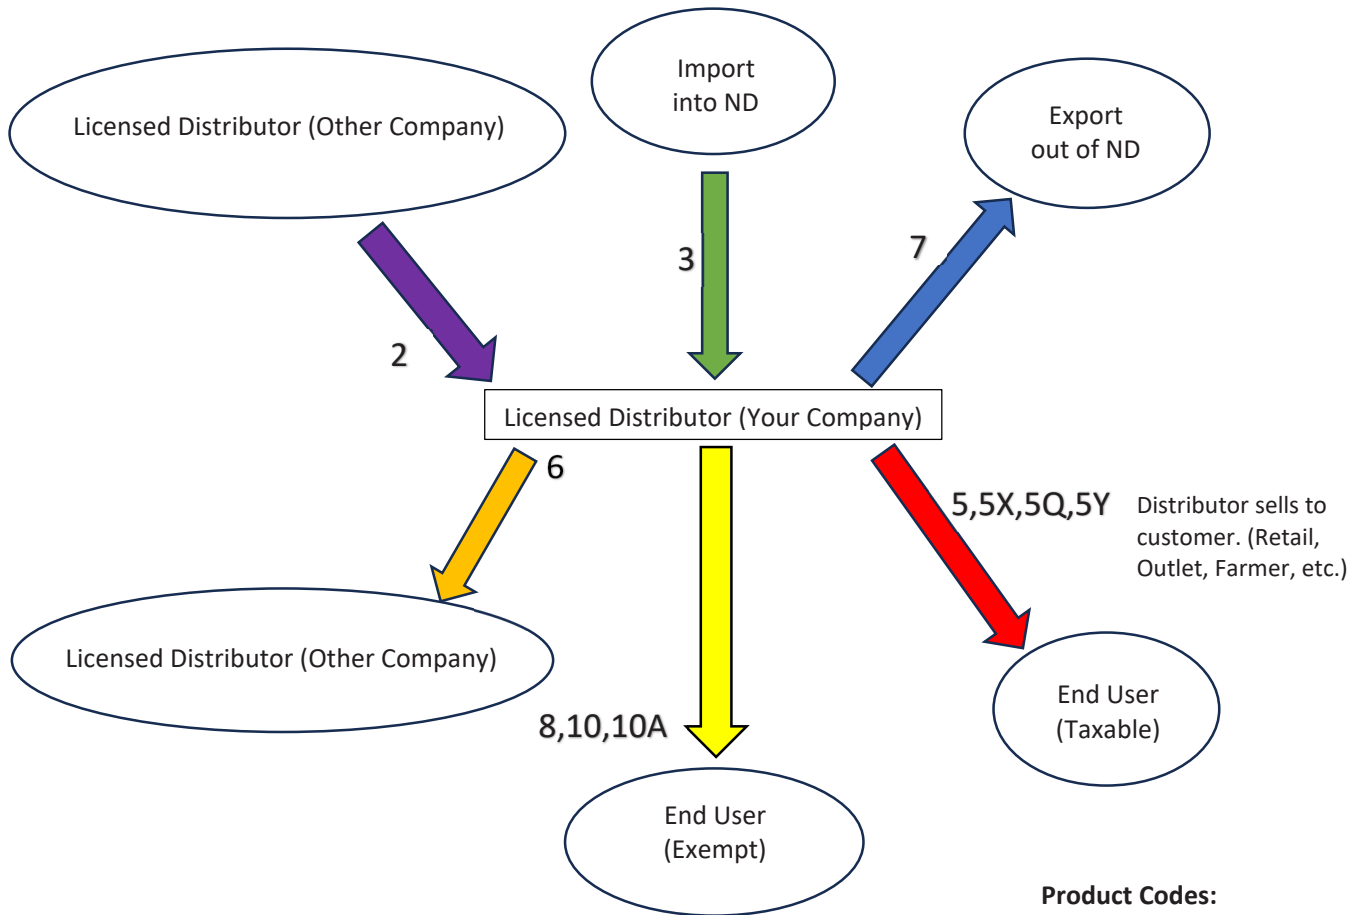 Import
into ND
Licensed Distributor (Other Company)
Export
out of ND
3
7
2
Licensed Distributor (Your Company)
6
5,5X,5Q,5Y
Distributor sells to
customer. (Retail,
Outlet, Farmer, etc.)
Licensed Distributor (Other Company)
End User
(Taxable)
8,10,10A
End User
(Exempt)
Product Codes: